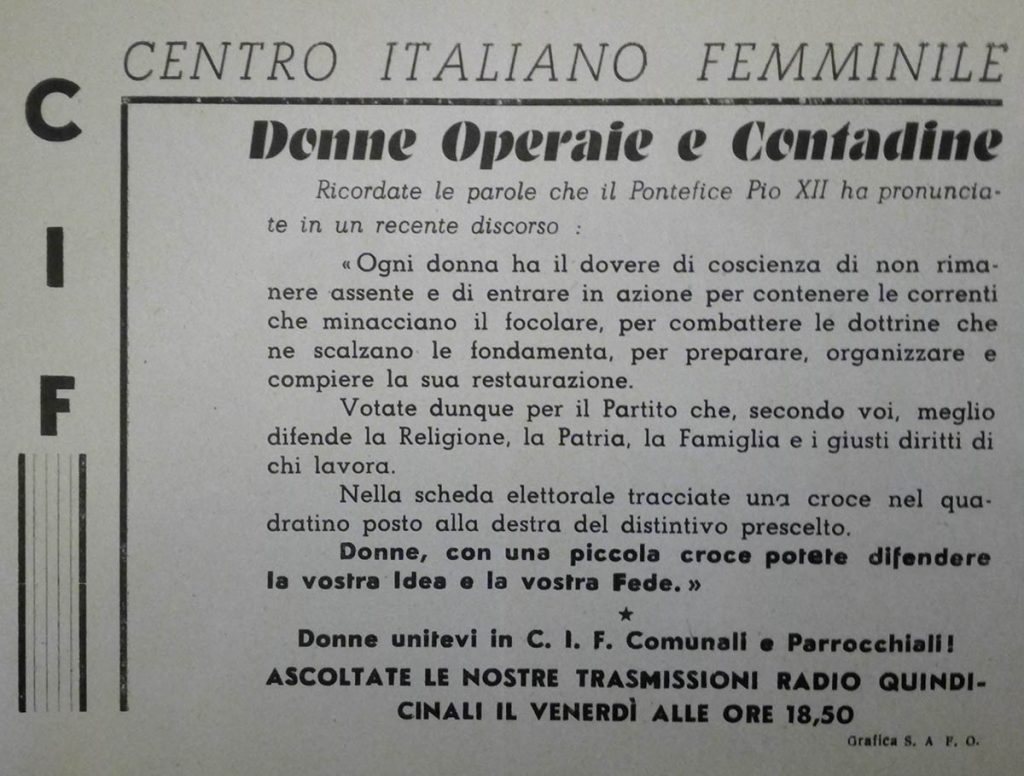 CENTRO ITALIANO FEMMINILE
C
I
F
Donne Operaie e Contadine
Ricordate le parole che il Pontefice Pio XII ha pronuncia-
te in un recente discorso :
« Ogni donna ha il dovere di coscienza di non rima-
nere assente e di entrare in azione per contenere le correnti
che minacciano il focolare, per combattere le dottrine che
ne scalzano le fondamenta, per preparare, organizzare e
compiere la sua restaurazione.
Votate dunque per il Partito che, secondo voi, meglio
difende la Religione, la Patria, la Famiglia e i giusti diritti di
chi lavora.
Nella scheda elettorale tracciate una croce nel qua-
dratino posto alla destra del distintivo prescelto.
Donne, con una piccola croce potete difendere
la vostra Idea e la vostra Fede. »
★
Donne unitevi in C. I. F. Comunali e Parrocchiali!
ASCOLTATE LE NOSTRE TRASMISSIONI RADIO QUINDI-
CINALI IL VENERDÌ ALLE ORE 18,50
Grafica S. A F. O.